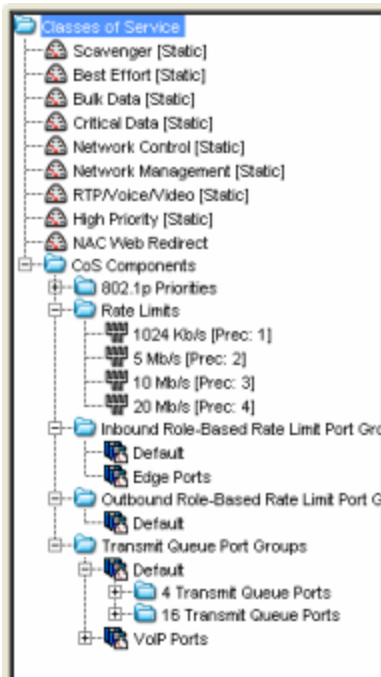 Classes of Service
Scavenger [Static]
Best Effort [Static]
Bulk Data [Static]
Critical Data [Static]
Network Control [Static]
Network Management [Static]
RTP/Voice/Video [Static]
High Priority [Static]
NAC Web Redirect
CoS Components
802.1p Priorities
Rate Limits
1024 Kb/s [Prec: 1]
5 Mb/s [Prec: 2]
10 Mb/s [Prec: 3]
20 Mb/s [Prec: 4]
Inbound Role-Based Rate Limit Port Gro
Default
Edge Ports
Outbound Role-Based Rate Limit Port G
Default
Transmit Queue Port Groups
Default
4 Transmit Queue Ports
16 Transmit Queue Ports
VoIP Ports